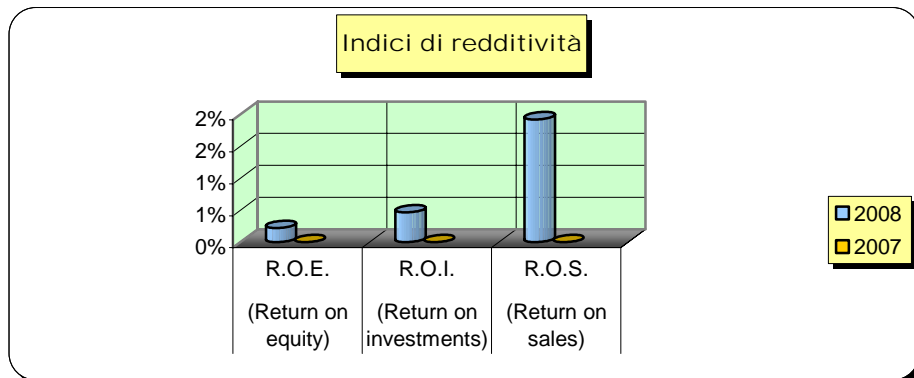 Indici di redditività
2%
2%
1%
1%
0%
R.O.E.
(Return on
equity)
R.O.I.
(Return on
investments)
R.O.S.
(Return on
sales)
2008
2007